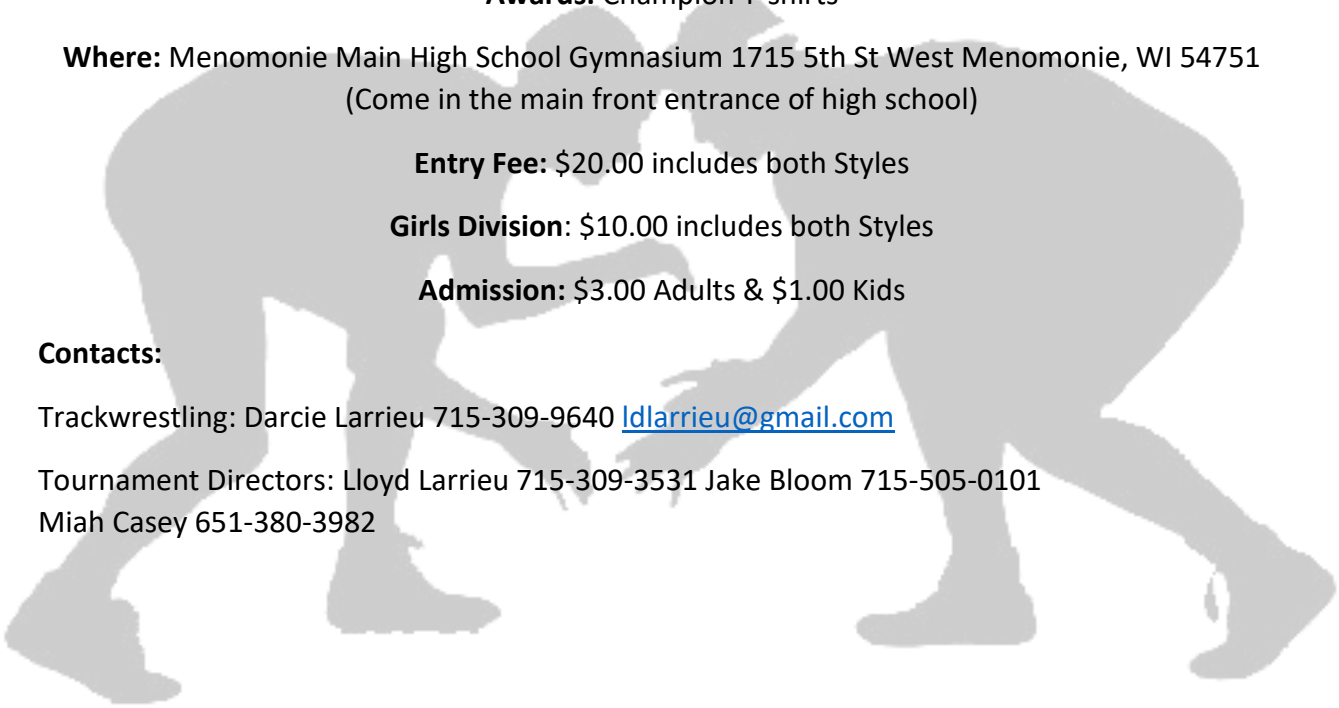 Awards: Champion T-shirts
Where: Menomonie Main High School Gymnasium 1715 5th St West Menomonie, WI 54751
(Come in the main front entrance of high school)
Entry Fee: $20.00 includes both Styles
Girls Division: $10.00 includes both Styles
Admission: $3.00 Adults & $1.00 Kids
Contacts:
Trackwrestling: Darcie Larrieu 715-309-9640 ldlarrieu@gmail.com
Tournament Directors: Lloyd Larrieu 715-309-3531 Jake Bloom 715-505-0101
Miah Casey 651-380-3982